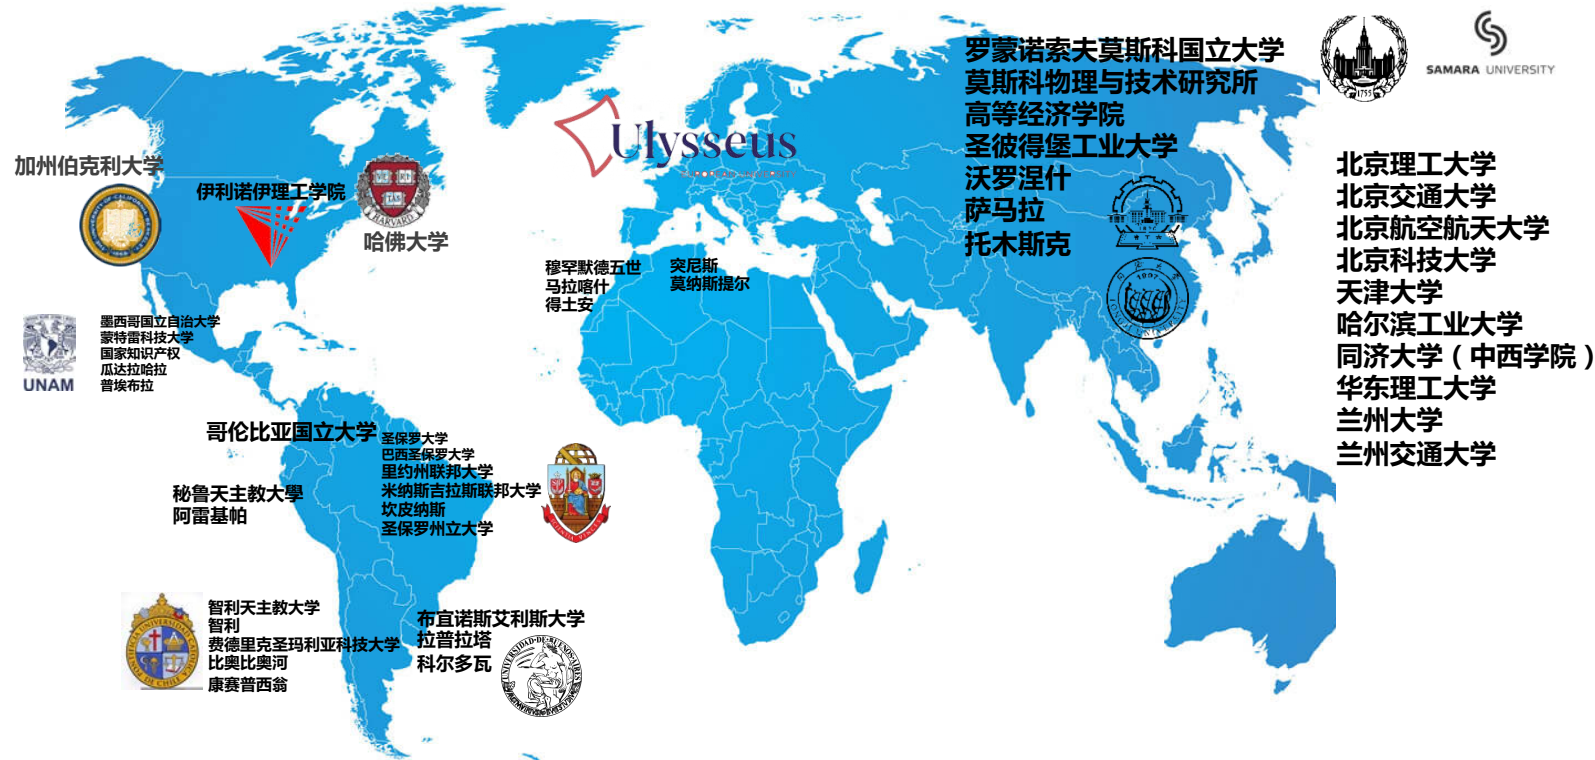 罗蒙诺索夫莫斯科国立大学
莫斯科物理与技术研究所
高等经济学院
圣彼得堡工业大学
沃罗涅什
萨马拉
托木斯克
1755
SAMARA UNIVERSITY
Ulysseus
加州伯克利大学
伊利诺伊理工学院
VE RI
TAS
HARVARD
哈佛大学
北京理工大学
北京交通大学
北京航空航天大学
北京科技大学
天津大学
哈尔滨工业大学
同济大学（中西学院）
华东理工大学
兰州大学
兰州交通大学
1907
穆罕默德五世
马拉喀什
得土安
突尼斯
莫纳斯提尔
UNAM
墨西哥国立自治大学
蒙特雷科技大学
国家知识产权
瓜达拉哈拉
普埃布拉
哥伦比亚国立大学
圣保罗大学
巴西圣保罗大学
里约州联邦大学
米纳斯吉拉斯联邦大学
坎皮纳斯
圣保罗州立大学
秘鲁天主教大學
阿雷基帕
智利天主教大学
智利
费德里克圣玛利亚科技大学
比奥比奥河
康赛普西翁
布宜诺斯艾利斯大学
拉普拉塔
科尔多瓦
UNIVERSIDAD·DE·BUENOS·AIRES